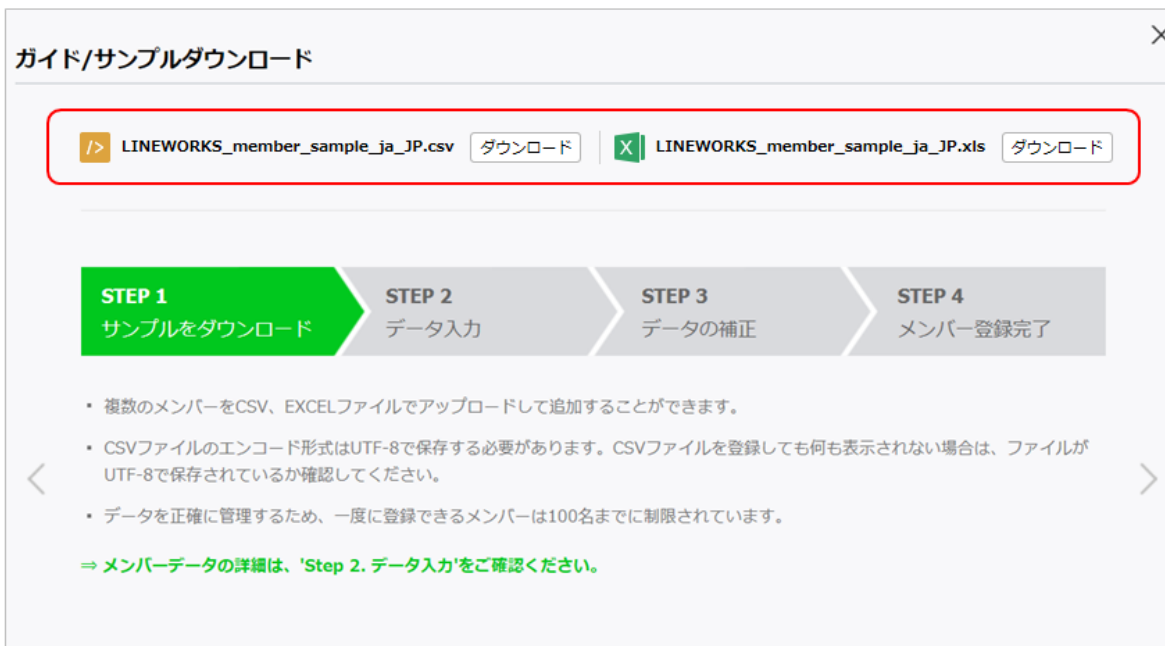 ガイド/サンプルダウンロード
LINEWORKS_member_sample_ja_JP.csv ダウンロード LINEWORKS_member_sample_ja_JP.xls ダウンロード
STEP 1 STEP 2 STEP 3 STEP 4
サンプルをダウンロード データ入力 データの補正 メンバー登録完了
・ 複数のメンバーをCSV、EXCELファイルでアップロードして追加することができます。
・ CSVファイルのエンコード形式はUTF-8で保存する必要があります。CSVファイルを登録しても何も表示されない場合は、ファイルが
UTF-8で保存されているか確認してください。
・ データを正確に管理するため、一度に登録できるメンバーは100名までに制限されています。
⇒ メンバーデータの詳細は、'Step 2. データ入力'をご確認ください。